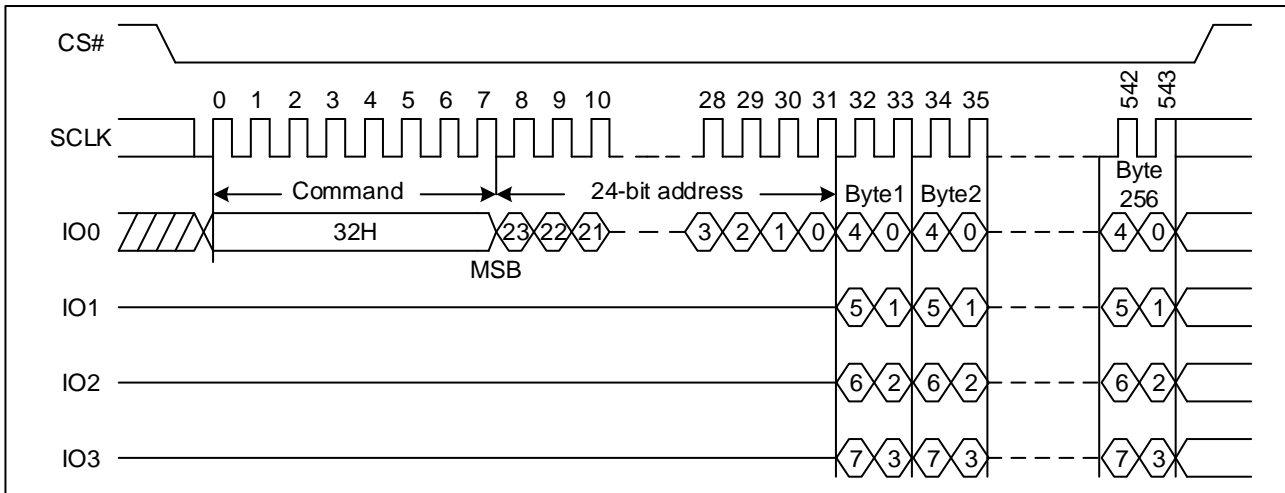 CS#
0 1 2 3 4 5 6 7 8 9 10 28 29 30 31 32 33 34 35 542 543
SCLK
Command 24-bit address Byte1 Byte2 Byte
256
IO0 32H 23 22 21 3 2 1 0 4 0 4 0 4 0
MSB
IO1 5 1 5 1 5 1
IO2 6 2 6 2 6 2
IO3 7 3 7 3 7 3